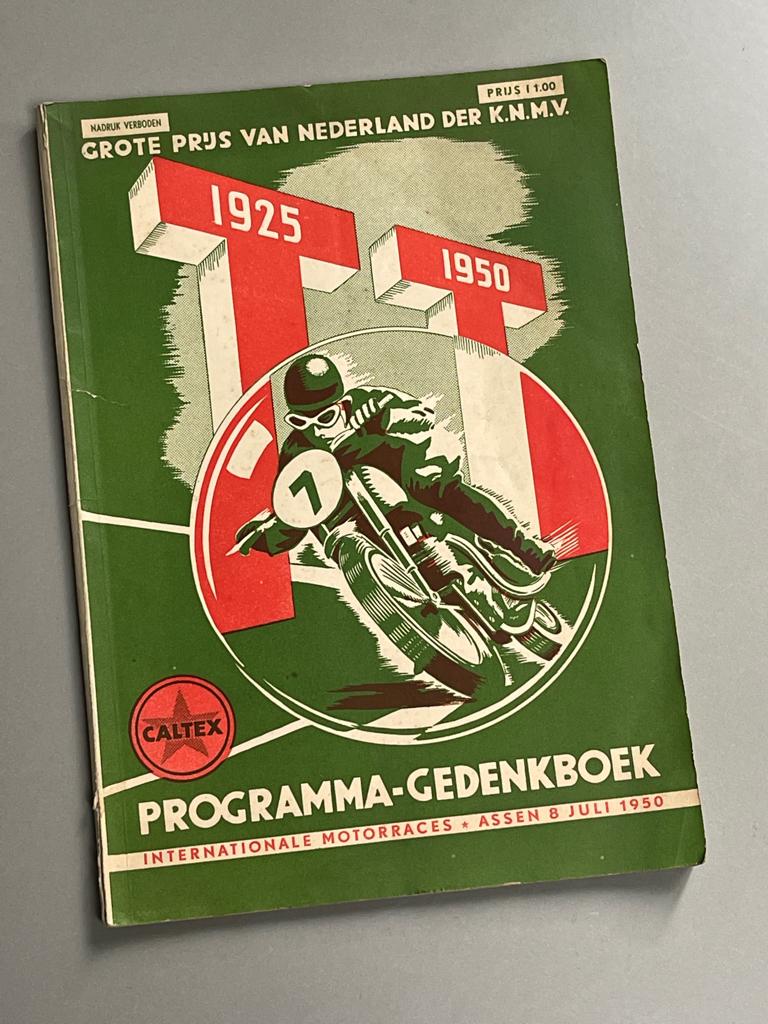 NADRUK VERBODEN
PRIJS f 1.00
GROTE PRIJS VAN NEDERLAND DER K.N.M.V.
1925
1950
TT
7
CALTEX
PROGRAMMA-GEDENKBOEK
INTERNATIONALE MOTORRACES ★ ASSEN 8 JULI 1950